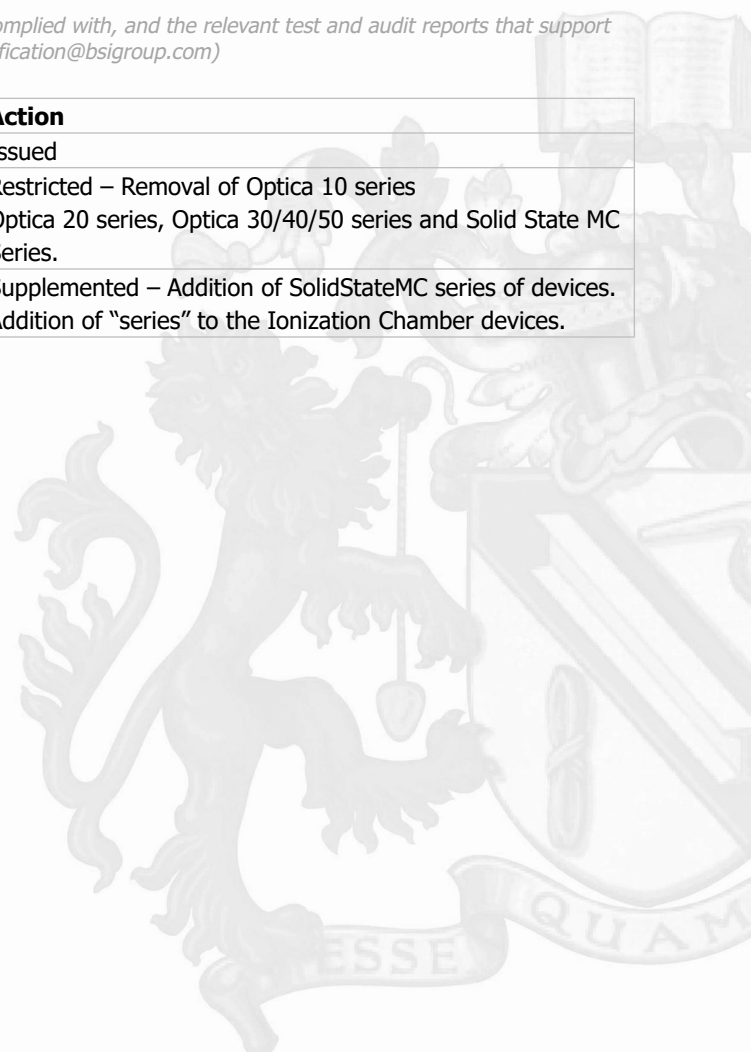 omplied with, and the relevant test and audit reports that support
fication@bsigroup.com)
Action
ssued
Restricted – Removal of Optica 10 series
Optica 20 series, Optica 30/40/50 series and Solid State MC
Series.
Supplemented – Addition of SolidStateMC series of devices.
Addition of “series” to the Ionization Chamber devices.
ESSE QUAM